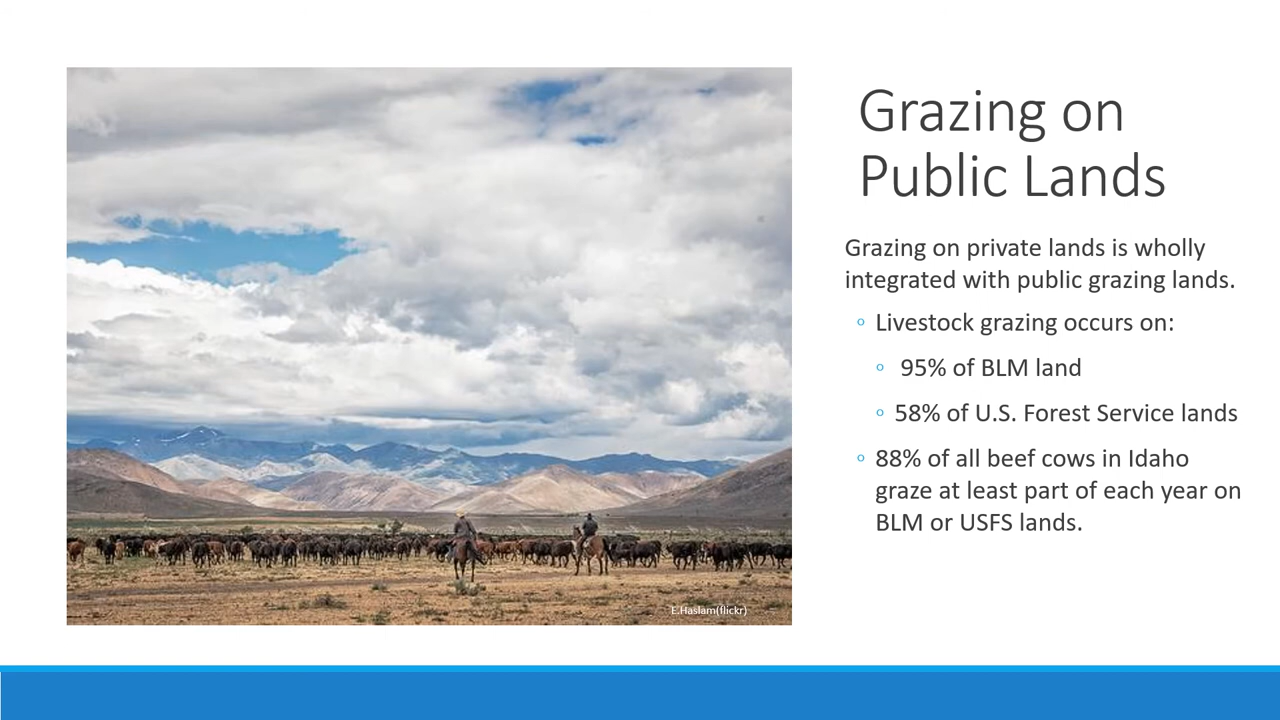 Grazing on
Public Lands
Grazing on private lands is wholly
integrated with public grazing lands.
◦ Livestock grazing occurs on:
◦ 95% of BLM land
◦ 58% of U.S. Forest Service lands
◦ 88% of all beef cows in Idaho
graze at least part of each year on
BLM or USFS lands.
E.Haslam(flickr)